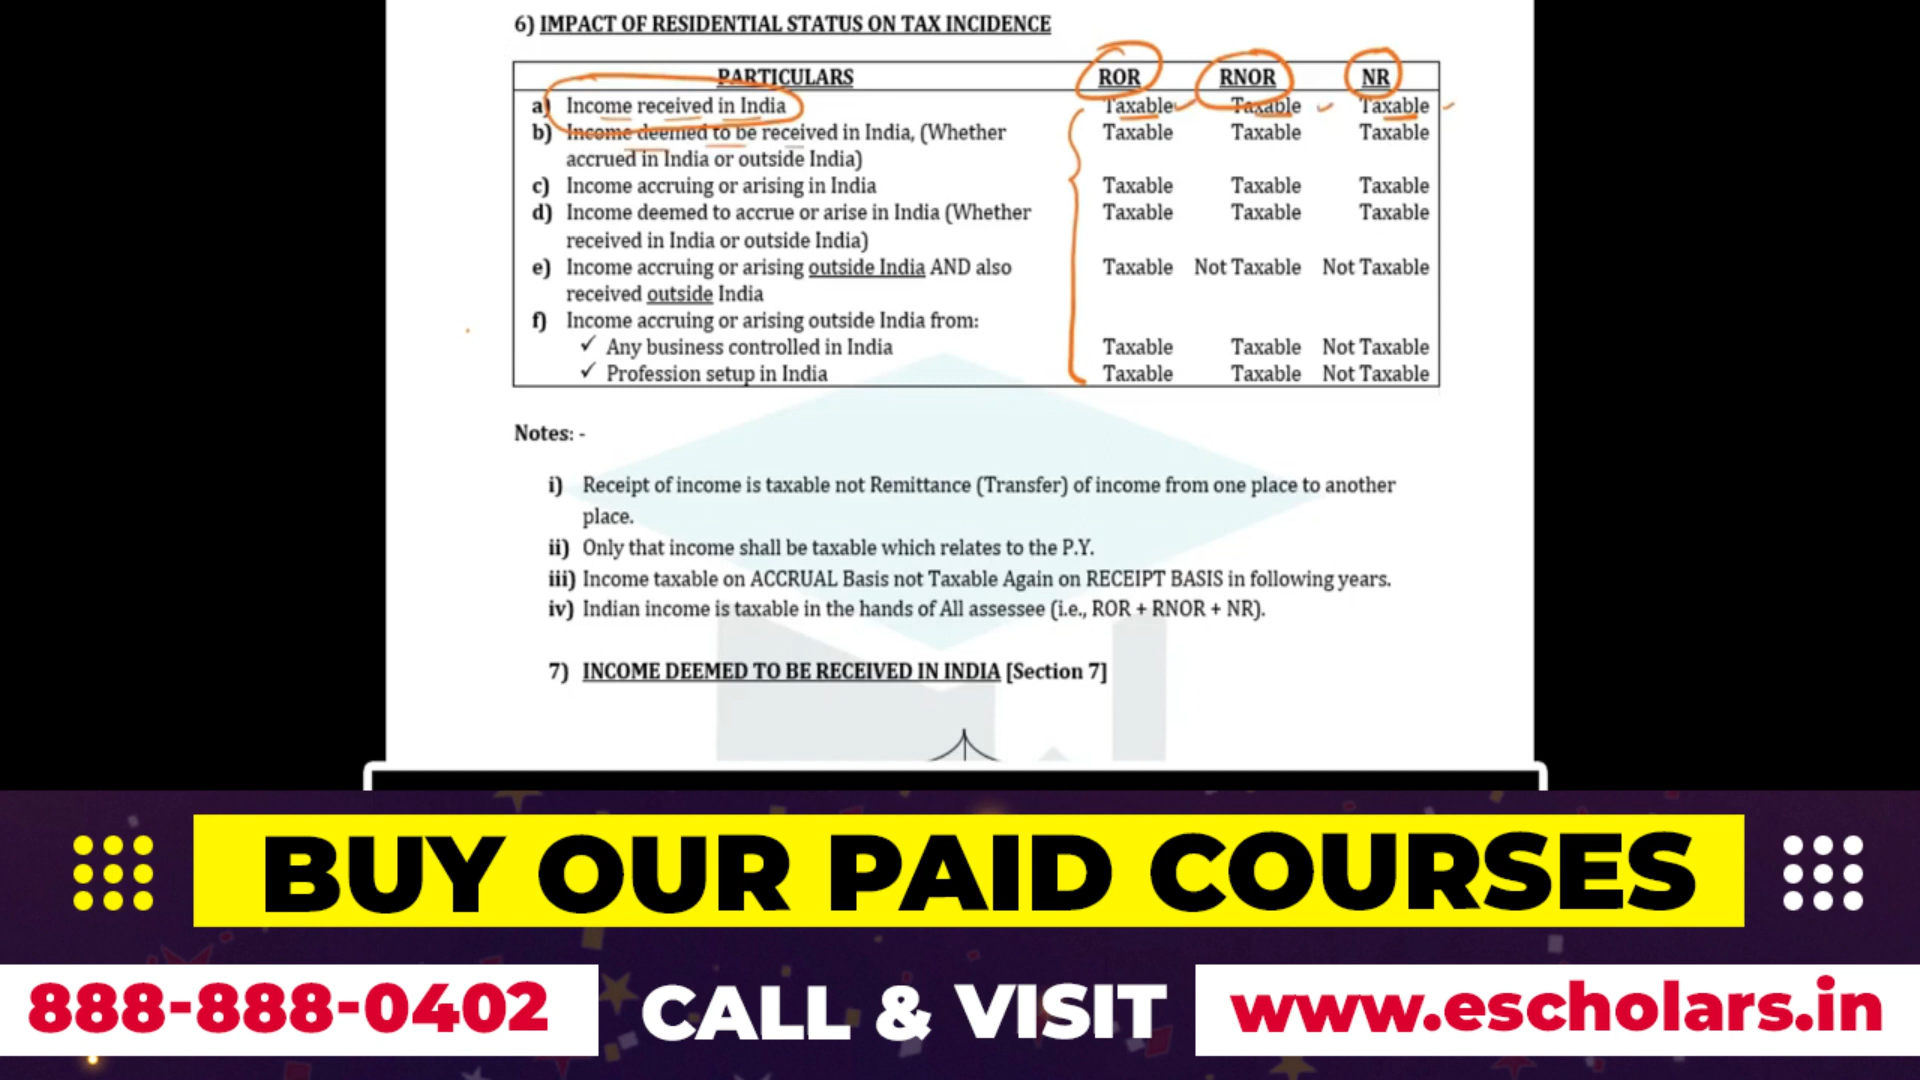 6) IMPACT OF RESIDENTIAL STATUS ON TAX INCIDENCE
PARTICULARS ROR RNOR NR
a) Income received in India Taxable Taxable Taxable
b) Income deemed to be received in India, (Whether Taxable Taxable Taxable
accrued in India or outside India)
c) Income accruing or arising in India Taxable Taxable Taxable
d) Income deemed to accrue or arise in India (Whether Taxable Taxable Taxable
received in India or outside India)
e) Income accruing or arising outside India AND also Taxable Not Taxable Not Taxable
received outside India
f) Income accruing or arising outside India from:
✓ Any business controlled in India Taxable Taxable Not Taxable
✓ Profession setup in India Taxable Taxable Not Taxable
Notes: -
i) Receipt of income is taxable not Remittance (Transfer) of income from one place to another
place.
ii) Only that income shall be taxable which relates to the P.Y.
iii) Income taxable on ACCRUAL Basis not Taxable Again on RECEIPT BASIS in following years.
iv) Indian income is taxable in the hands of All assessee (i.e., ROR + RNOR + NR).
7) INCOME DEEMED TO BE RECEIVED IN INDIA [Section 7]
BUY OUR PAID COURSES
888-888-0402 CALL & VISIT www.escholars.in